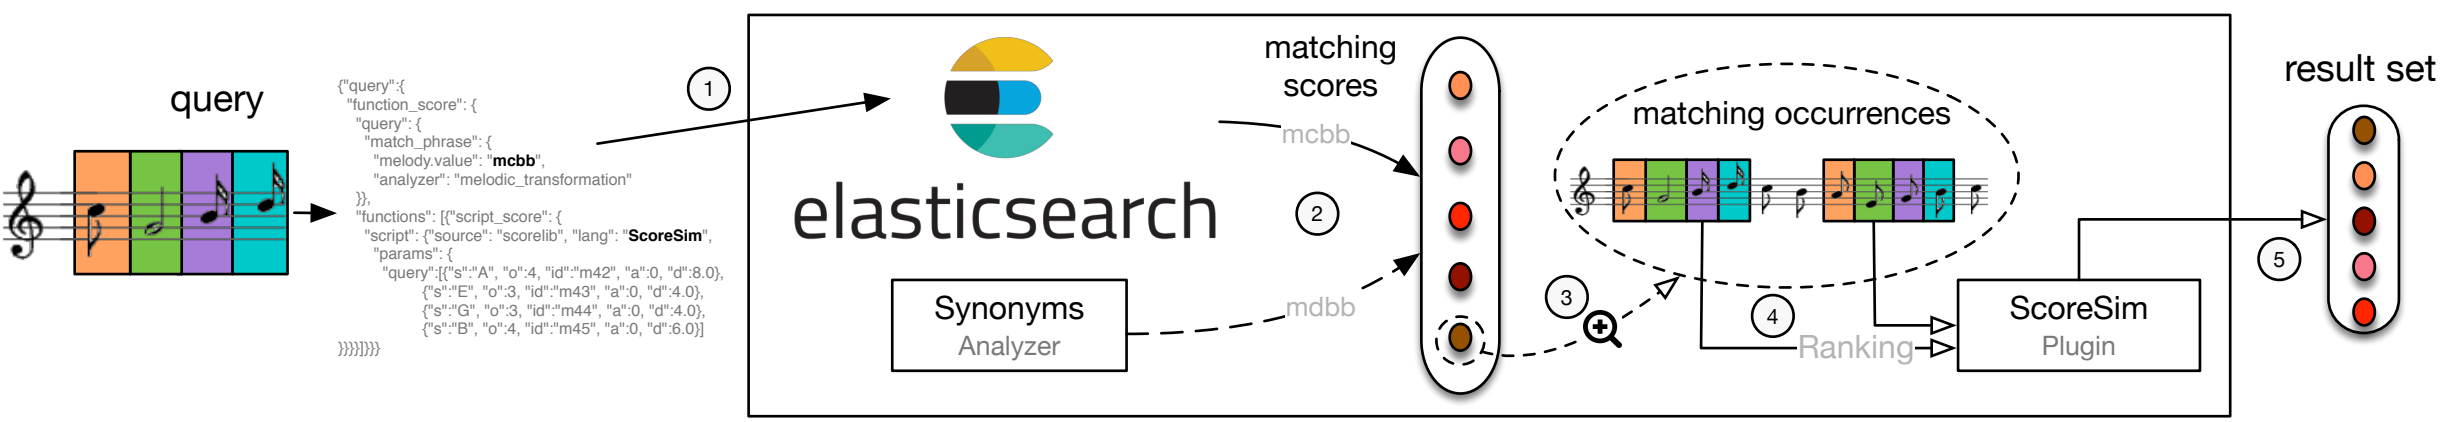 query
{"query":{
"function_score": {
"query": {
"match_phrase": {
"melody.value": "mcbb",
"analyzer": "melodic_transformation"
}},
"functions": [{"script_score": {
"script": {"source": "scorelib", "lang": "ScoreSim",
"params": {
"query":[{"s":"A", "o":4, "id":"m42", "a":0, "d":8.0},
{"s":"E", "o":3, "id":"m43", "a":0, "d":4.0},
{"s":"G", "o":3, "id":"m44", "a":0, "d":4.0},
{"s":"B", "o":4, "id":"m45", "a":0, "d":6.0}]
}}}}]}}}
1
elasticsearch
Synonyms
Analyzer
matching
scores
mcbb
2
mdbb
matching occurrences
3
4
Ranking
ScoreSim
Plugin
5
result set